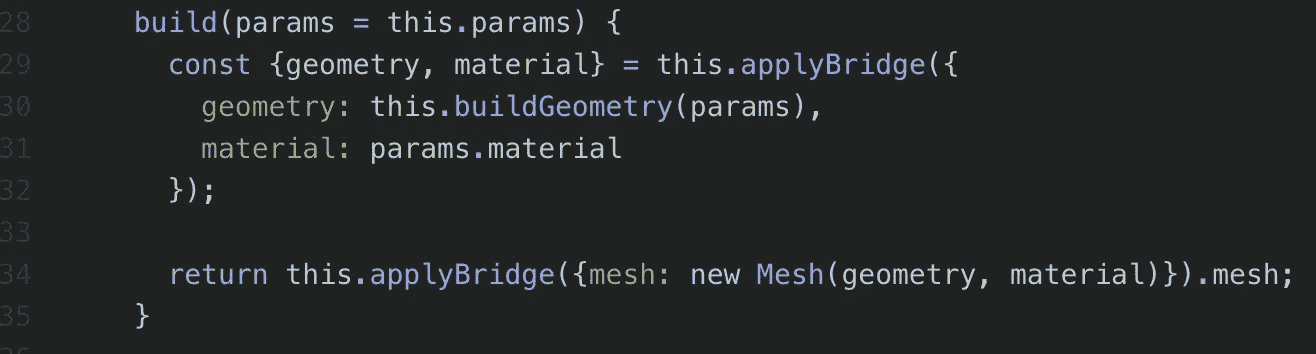 28 build(params = this.params) {
29 const {geometry, material} = this.applyBridge({
30 geometry: this.buildGeometry(params),
31 material: params.material
32 });
33
34 return this.applyBridge({mesh: new Mesh(geometry, material)}).mesh;
35 }